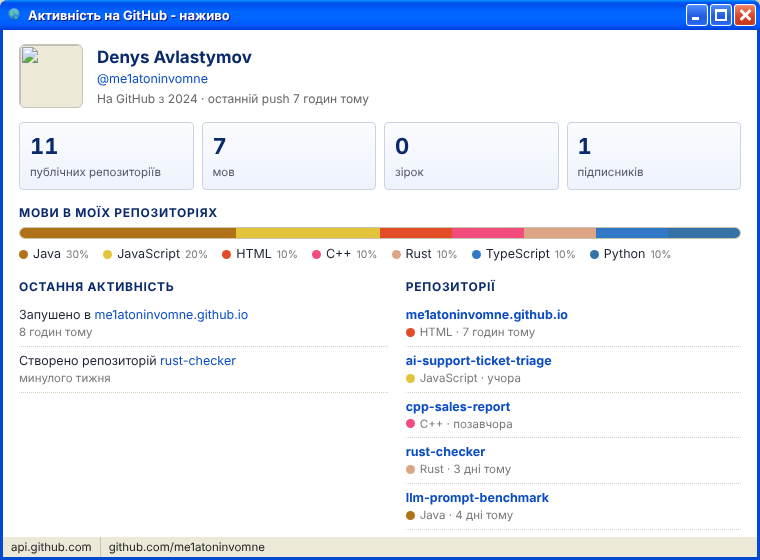 Активність на GitHub - наживо
Denys Avlastymov
@me1atoninvomne
На GitHub з 2024 · останній push 7 годин тому
11
публічних репозиторіїв
7
мов
0
зірок
1
підписників
МОВИ В МОЇХ РЕПОЗИТОРІЯХ
Java 30% JavaScript 20% HTML 10% C++ 10% Rust 10% TypeScript 10% Python 10%
ОСТАННЯ АКТИВНІСТЬ
Запушено в me1atoninvomne.github.io
8 годин тому
Створено репозиторій rust-checker
минулого тижня
РЕПОЗИТОРІЇ
me1atoninvomne.github.io
HTML · 7 годин тому
ai-support-ticket-triage
JavaScript · учора
cpp-sales-report
C++ · позавчора
rust-checker
Rust · 3 дні тому
llm-prompt-benchmark
Java · 4 дні тому
api.github.com
github.com/me1atoninvomne